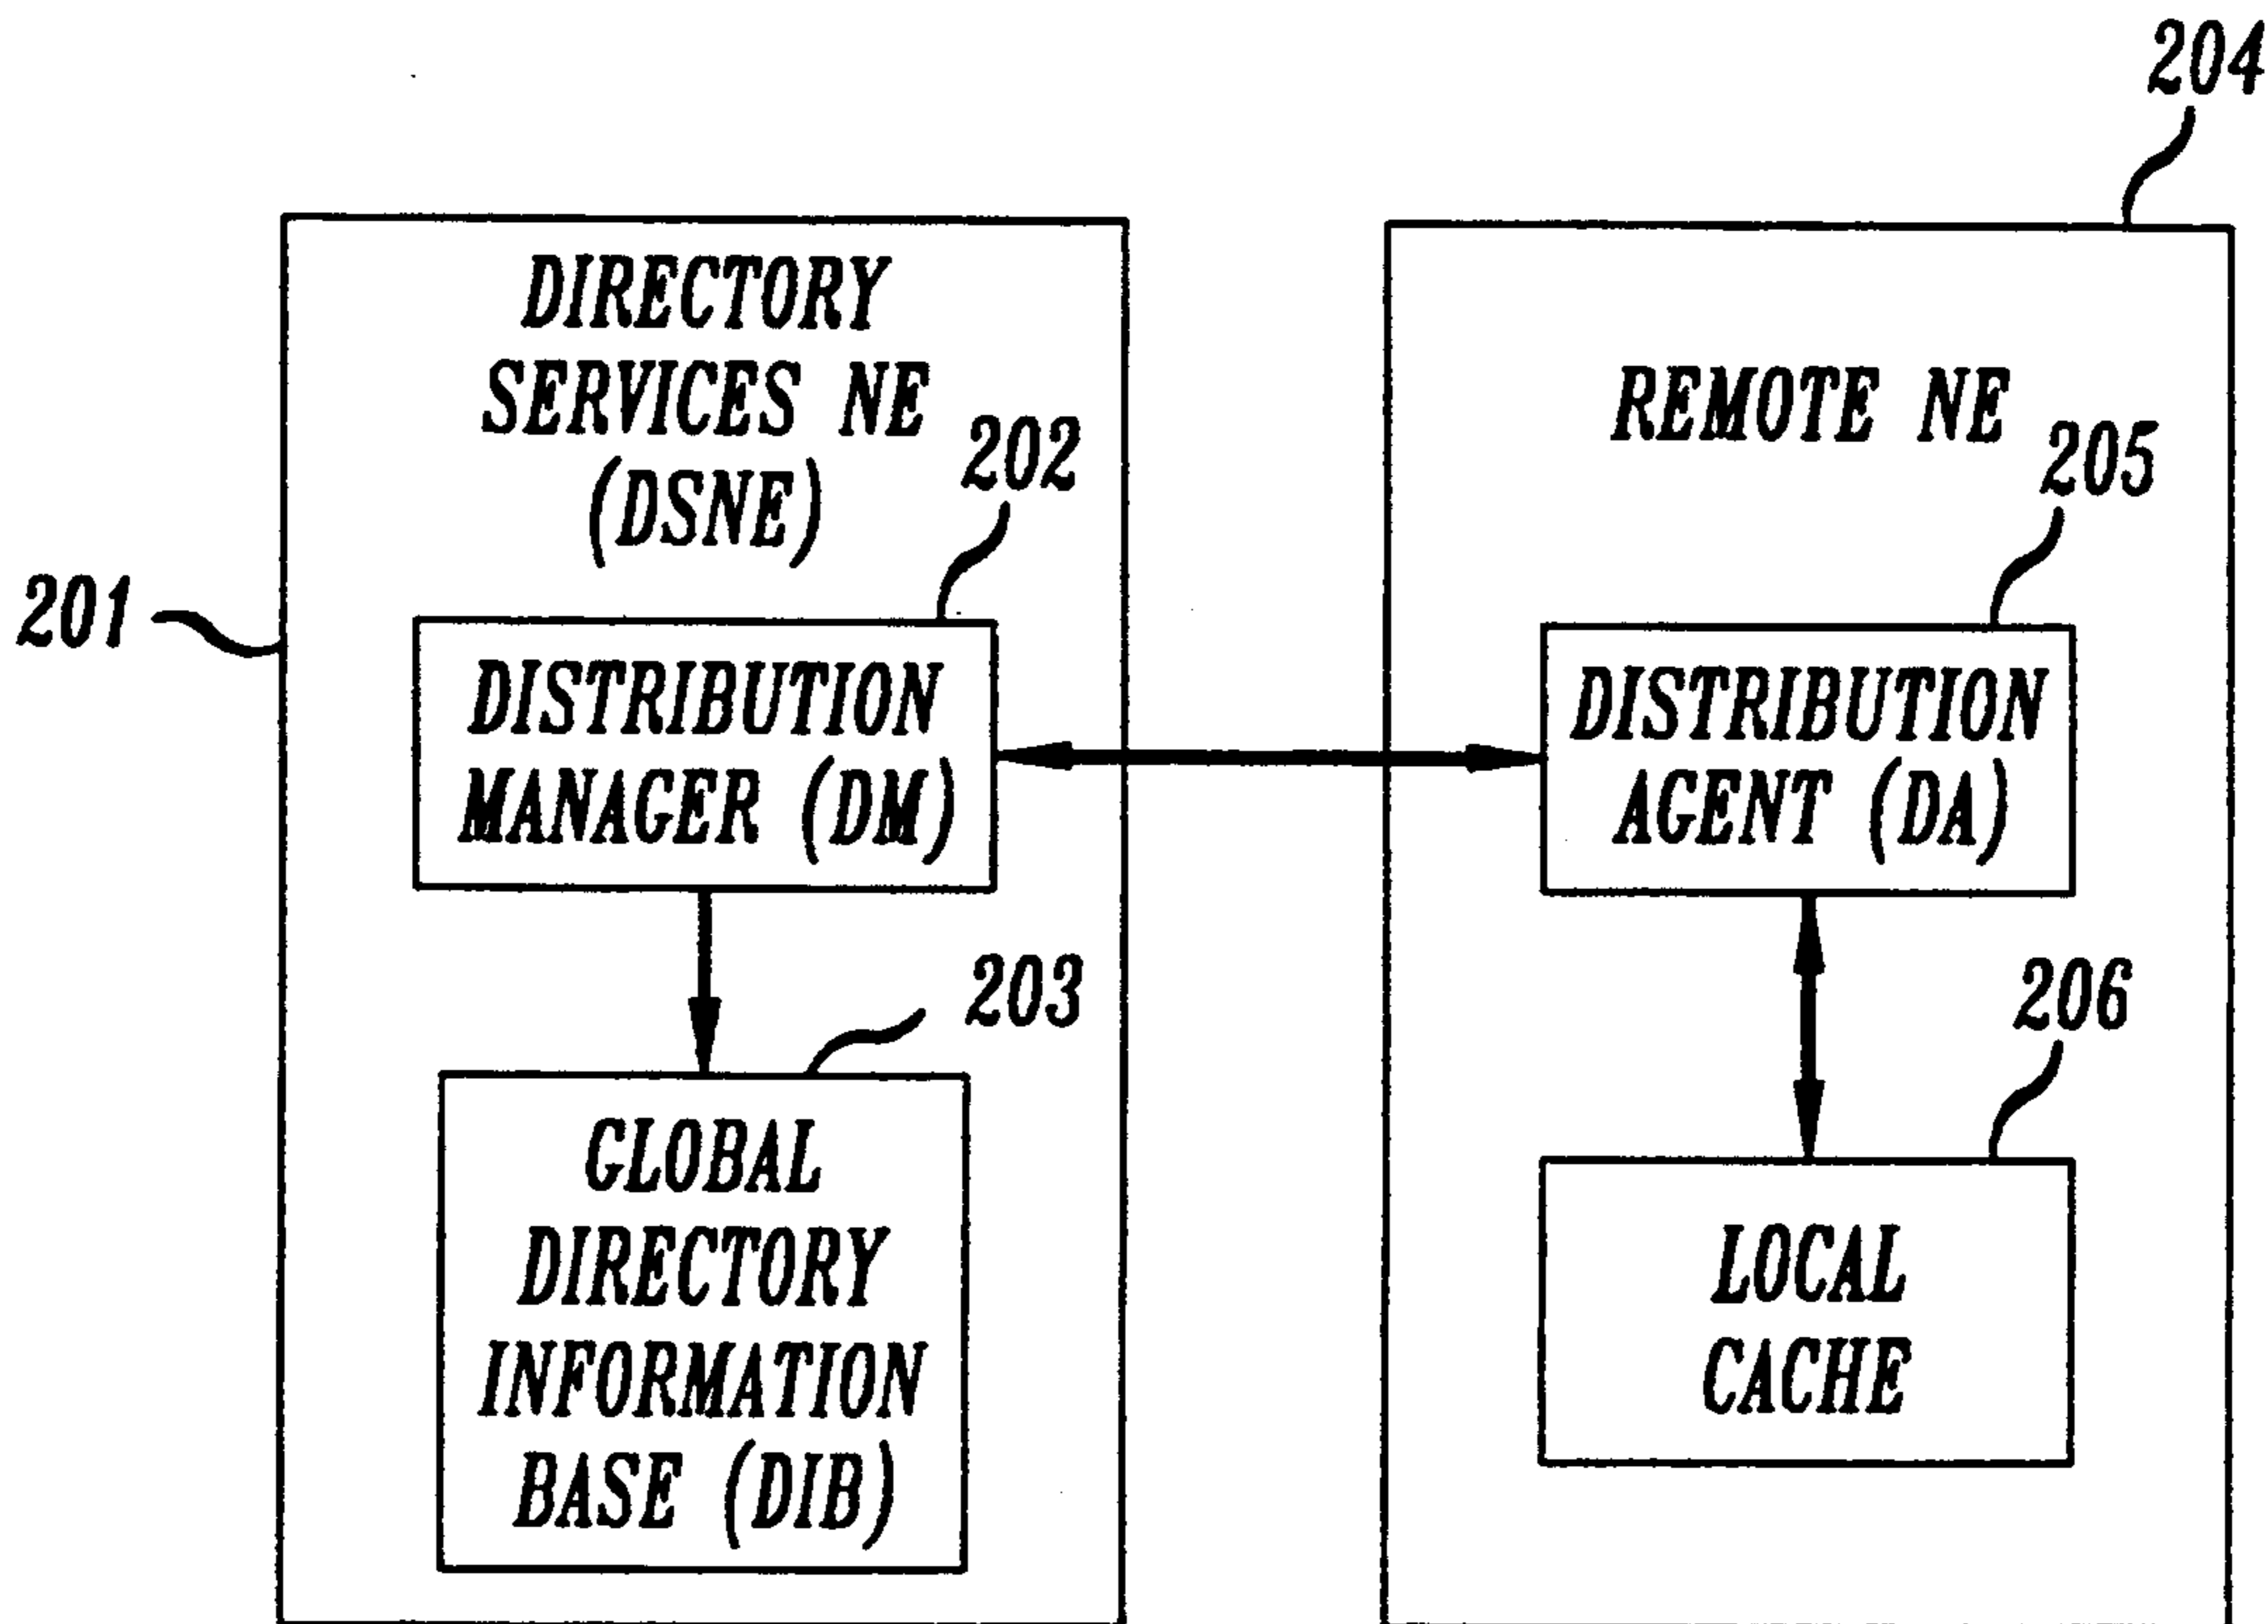 204
DIRECTORY
SERVICES NE
(DSNE)
201
202
DISTRIBUTION
MANAGER (DM)
203
GLOBAL
DIRECTORY
INFORMATION
BASE (DIB)
REMOTE NE
205
DISTRIBUTION
AGENT (DA)
206
LOCAL
CACHE